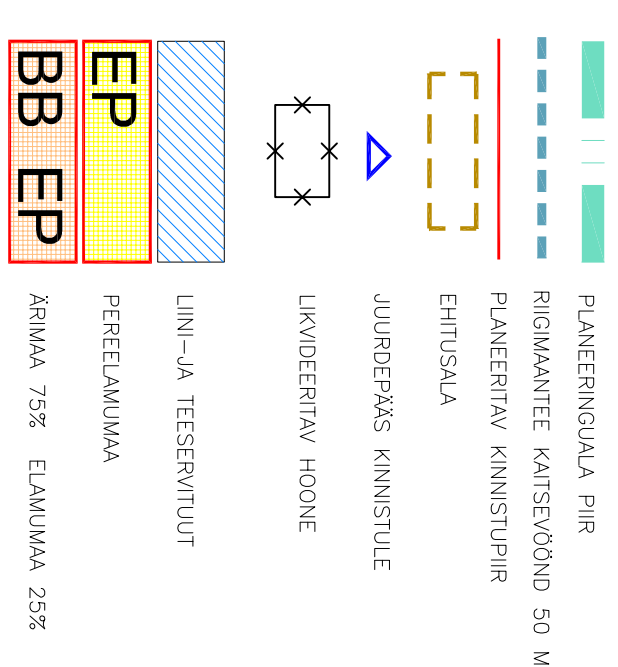 PLANEERINGUALA PIIR
RIIGIMAANTEE KAITSEVÖÖND 50 M
PLANEERITAV KINNISTUPIIR
EHITUSALA
JUURDEPÄÄS KINNISTULE
LIKVIDEERITAV HOONE
LIINI-JA TEESERVITUUT
EP PEREELAMUMAA
BB EP ÄRIMAA 75% ELAMUMAA 25%